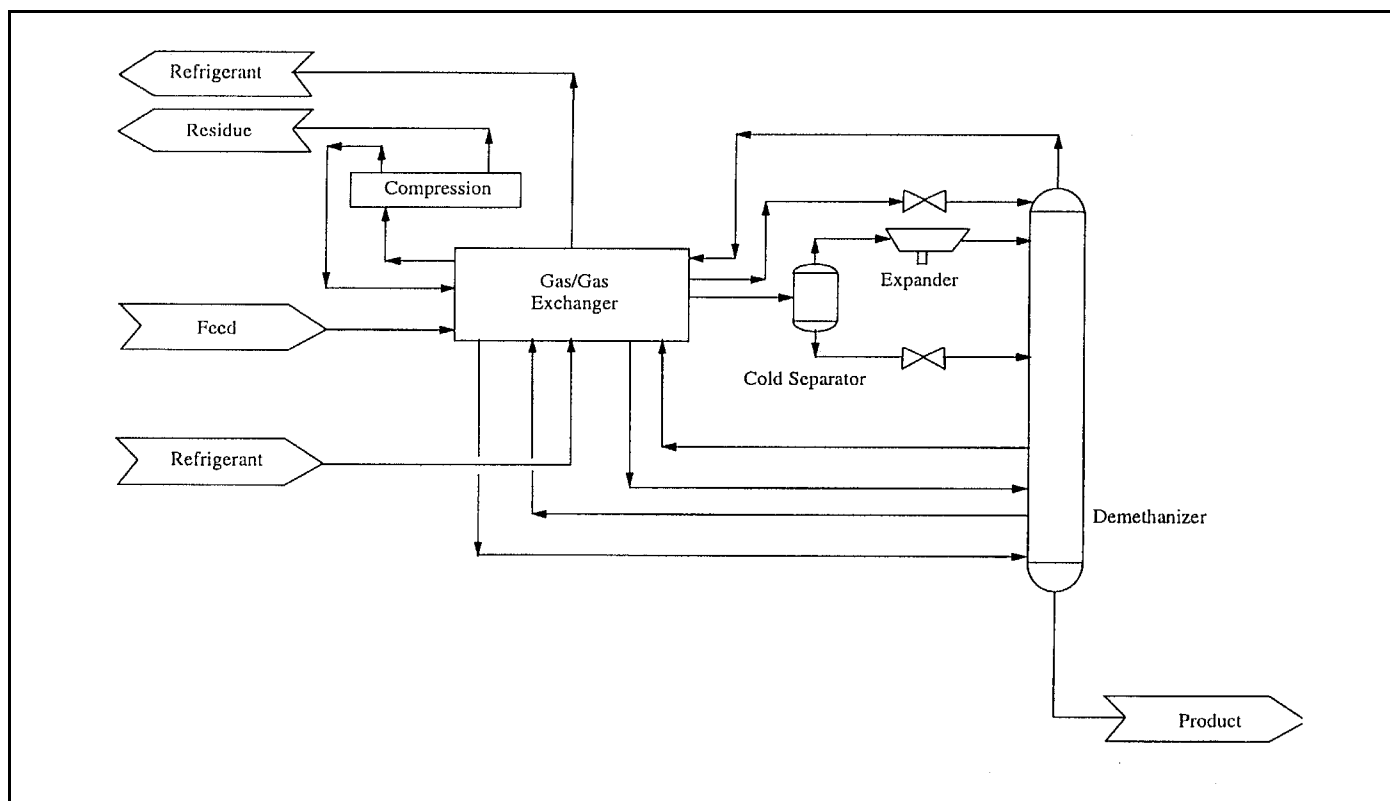 Refrigerant
Residue
Compression
Gas/Gas
Exchanger
Expander
Feed
Cold Separator
Refrigerant
Demethanizer
Product